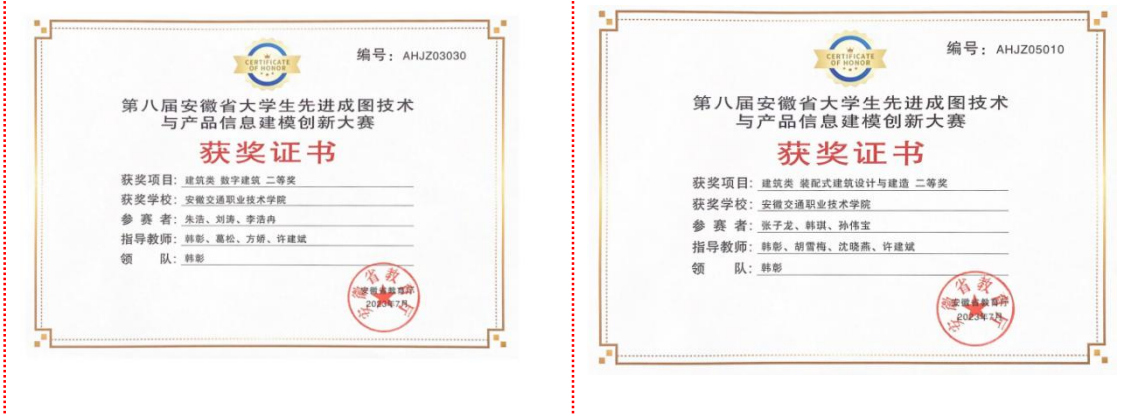 CERTIFICATE
OF HONOR
编号：AHJZ03030
第八届安徽省大学生先进成图技术
与产品信息建模创新大赛
获奖证书
获奖项目：建筑类 数字建筑 二等奖
获奖学校：安徽交通职业技术学院
参 赛 者：朱浩、刘涛、李浩冉
指导教师：韩彰、葛松、方娇、许建斌
领 队：韩彰
安徽省教育厅
2023年7月
CERTIFICATE
OF HONOR
编号：AHJZ05010
第八届安徽省大学生先进成图技术
与产品信息建模创新大赛
获奖证书
获奖项目：建筑类 装配式建筑设计与建造 二等奖
获奖学校：安徽交通职业技术学院
参 赛 者：张子龙、韩琪、孙伟宝
指导教师：韩彰、胡雪梅、沈晓燕、许建斌
领 队：韩彰
安徽省教育厅
2023年7月